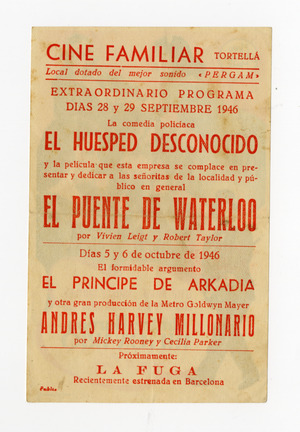 CINE FAMILIAR TORTELLÁ
Local dotado del mejor sonido «PERGAM»
EXTRAORDINARIO PROGRAMA
DIAS 28 y 29 SEPTIEMBRE 1946
La comedia policíaca
EL HUESPED DESCONOCIDO
y la película que esta empresa se complace en pre-
sentar y dedicar a las señoritas de la localidad y pú-
blico en general
EL PUENTE DE WATERLOO
por Vivien Leigt y Robert Taylor
Días 5 y 6 de octubre de 1946
El formidable argumento
EL PRINCIPE DE ARKADIA
y otra gran producción de la Metro Goldwyn Mayer
ANDRES HARVEY MILLONARIO
por Mickey Rooney y Cecilia Parker
Próximamente:
LA FUGA
Recientemente estrenada en Barcelona
Publes